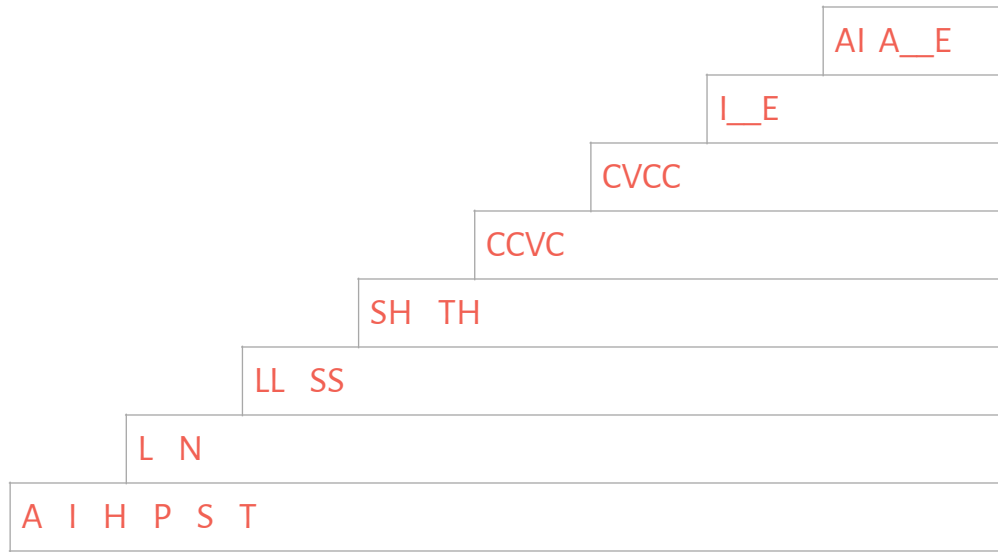 AI A__E
I__E
CVCC
CCVC
SH TH
LL SS
L N
A I H P S T